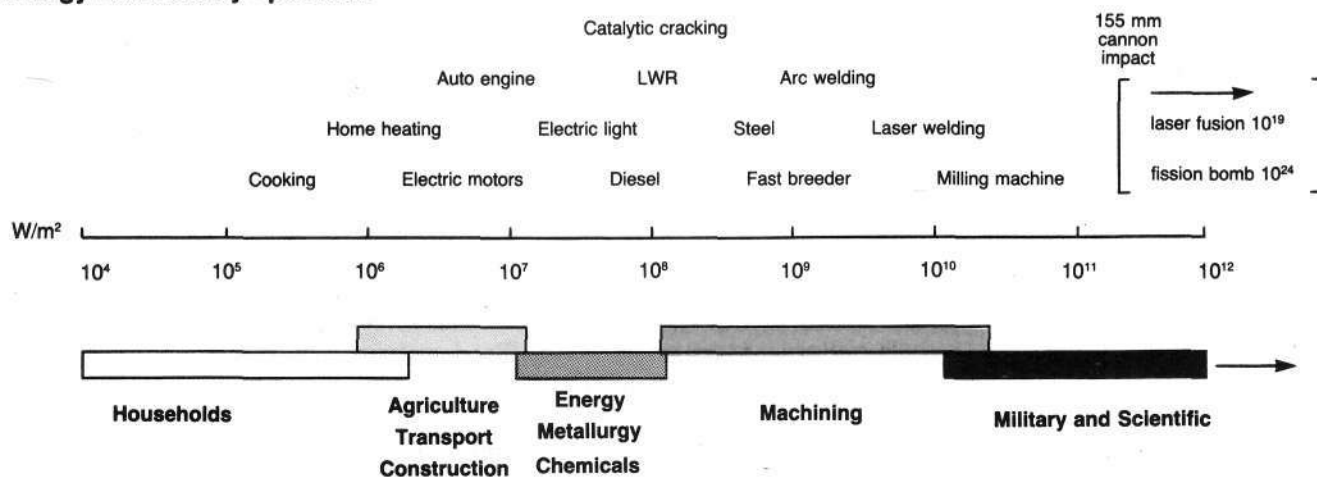 Catalytic cracking
155 mm
cannon
impact
Auto engine LWR Arc welding
Home heating Electric light Steel Laser welding laser fusion 10¹⁹
Cooking Electric motors Diesel Fast breeder Milling machine fission bomb 10²⁴
W/m²
10⁴ 10⁵ 10⁶ 10⁷ 10⁸ 10⁹ 10¹⁰ 10¹¹ 10¹²
Households
Agriculture
Transport
Construction
Energy
Metallurgy
Chemicals
Machining
Military and Scientific